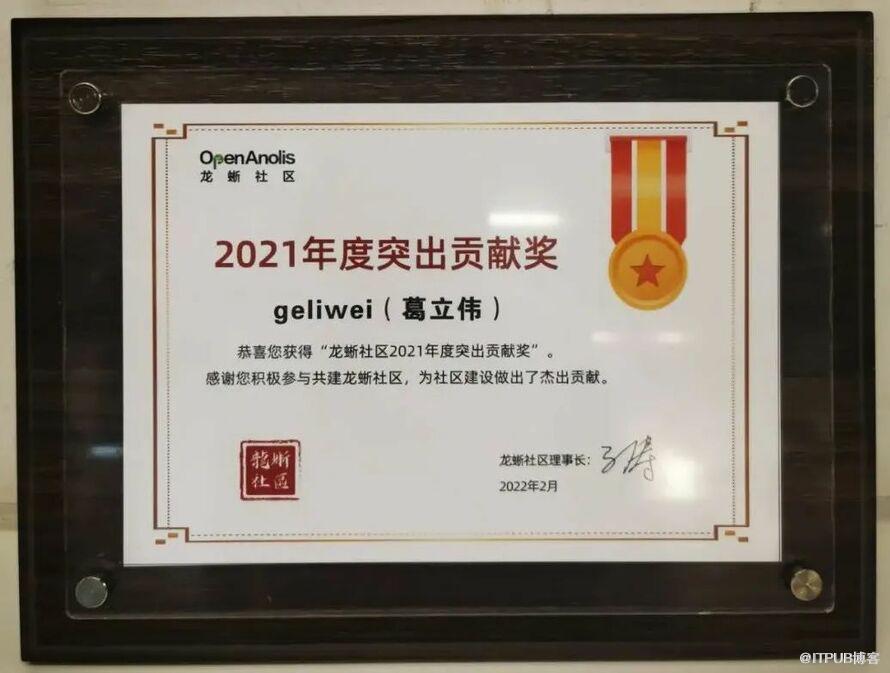 OpenAnolis
龙蜥社区
2021年度突出贡献奖
geliwei（葛立伟）
恭喜您获得“龙蜥社区2021年度突出贡献奖”。
感谢您积极参与共建龙蜥社区，为社区建设做出了杰出贡献。
龍蜥
社區
龙蜥社区理事长：
2022年2月
@ITPUB博客